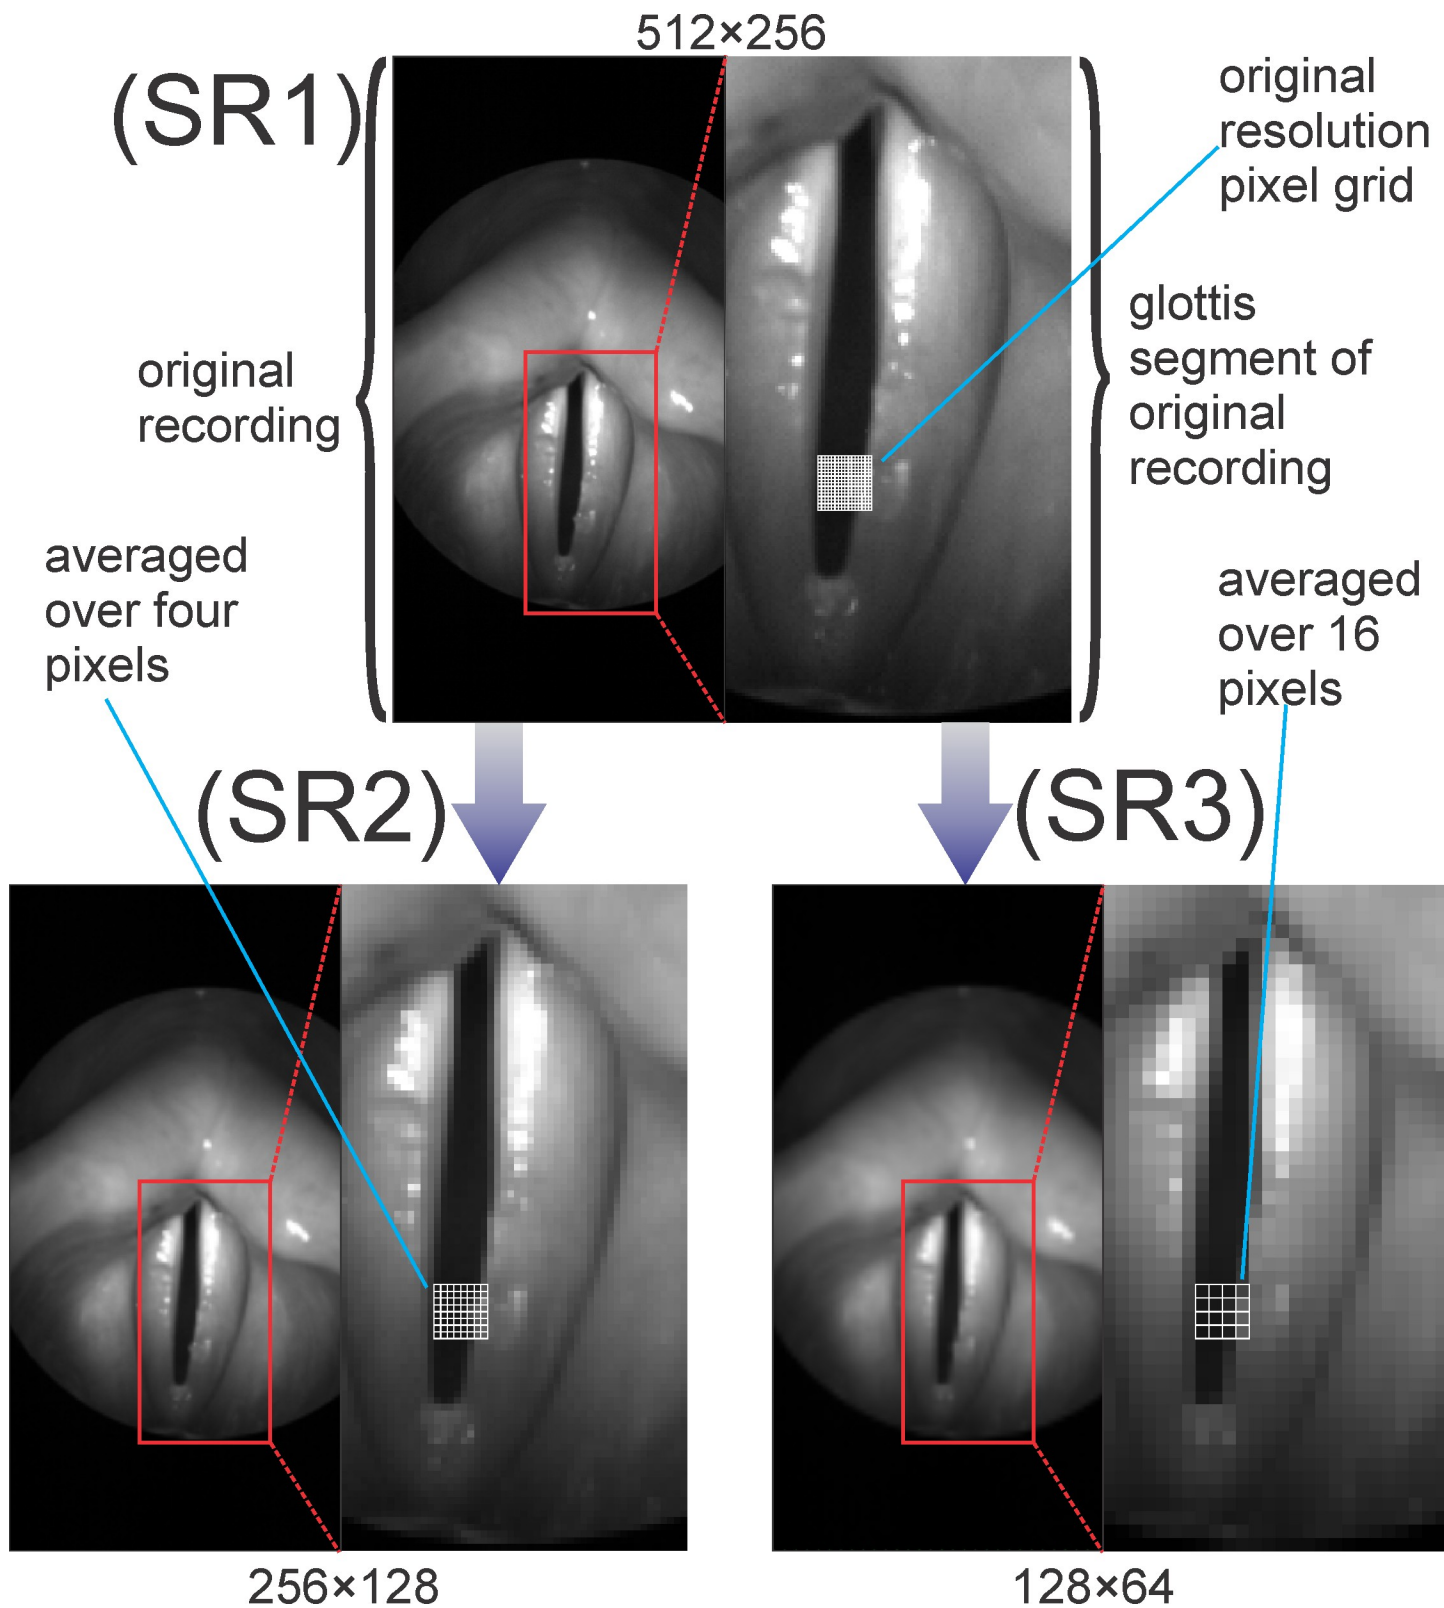 512×256
(SR1)
original
resolution
pixel grid
original
recording
glottis
segment of
original
recording
averaged
over four
pixels
averaged
over 16
pixels
(SR2)
(SR3)
256×128
128×64